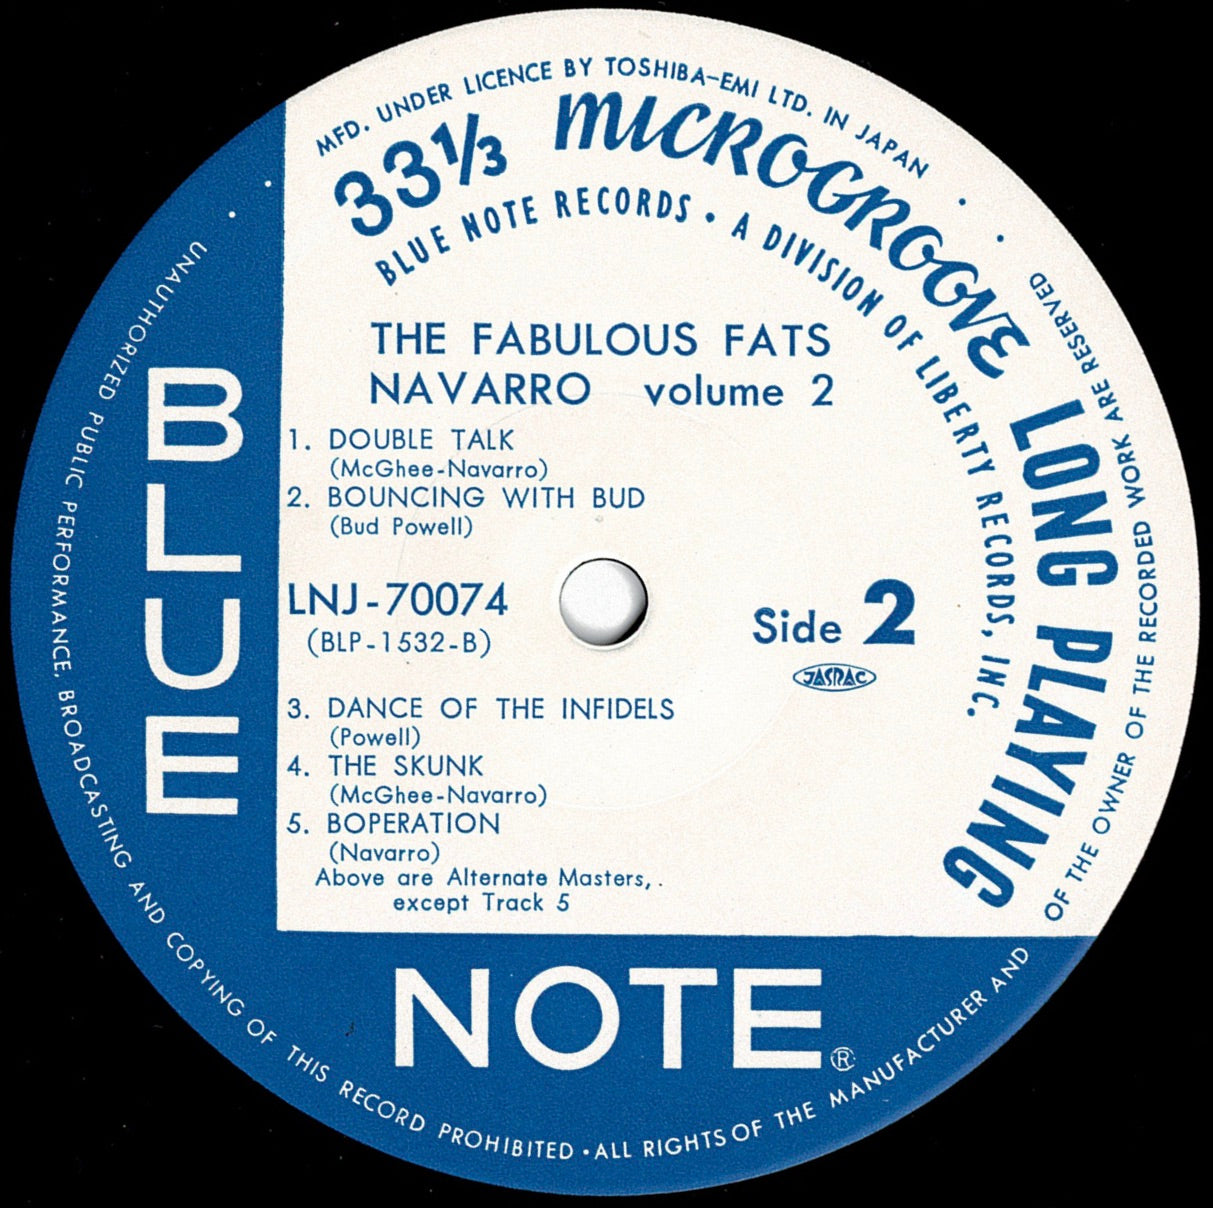 MFD. UNDER LICENCE BY TOSHIBA-EMI LTD. IN JAPAN
33⅓ MICROGROOVE LONG PLAYING
BLUE NOTE RECORDS • A DIVISION OF LIBERTY RECORDS, INC.
THE FABULOUS FATS
NAVARRO volume 2
1. DOUBLE TALK
(McGhee-Navarro)
2. BOUNCING WITH BUD
(Bud Powell)
LNJ-70074
(BLP-1532-B)
Side 2
JASRAC
3. DANCE OF THE INFIDELS
(Powell)
4. THE SKUNK
(McGhee-Navarro)
5. BOPERATION
(Navarro)
Above are Alternate Masters, .
except Track 5
BLUE
NOTE®
UNAUTHORIZED PUBLIC PERFORMANCE, BROADCASTING AND COPYING OF THIS RECORD PROHIBITED • ALL RIGHTS OF THE MANUFACTURER AND OF THE OWNER OF THE RECORDED WORK ARE RESERVED